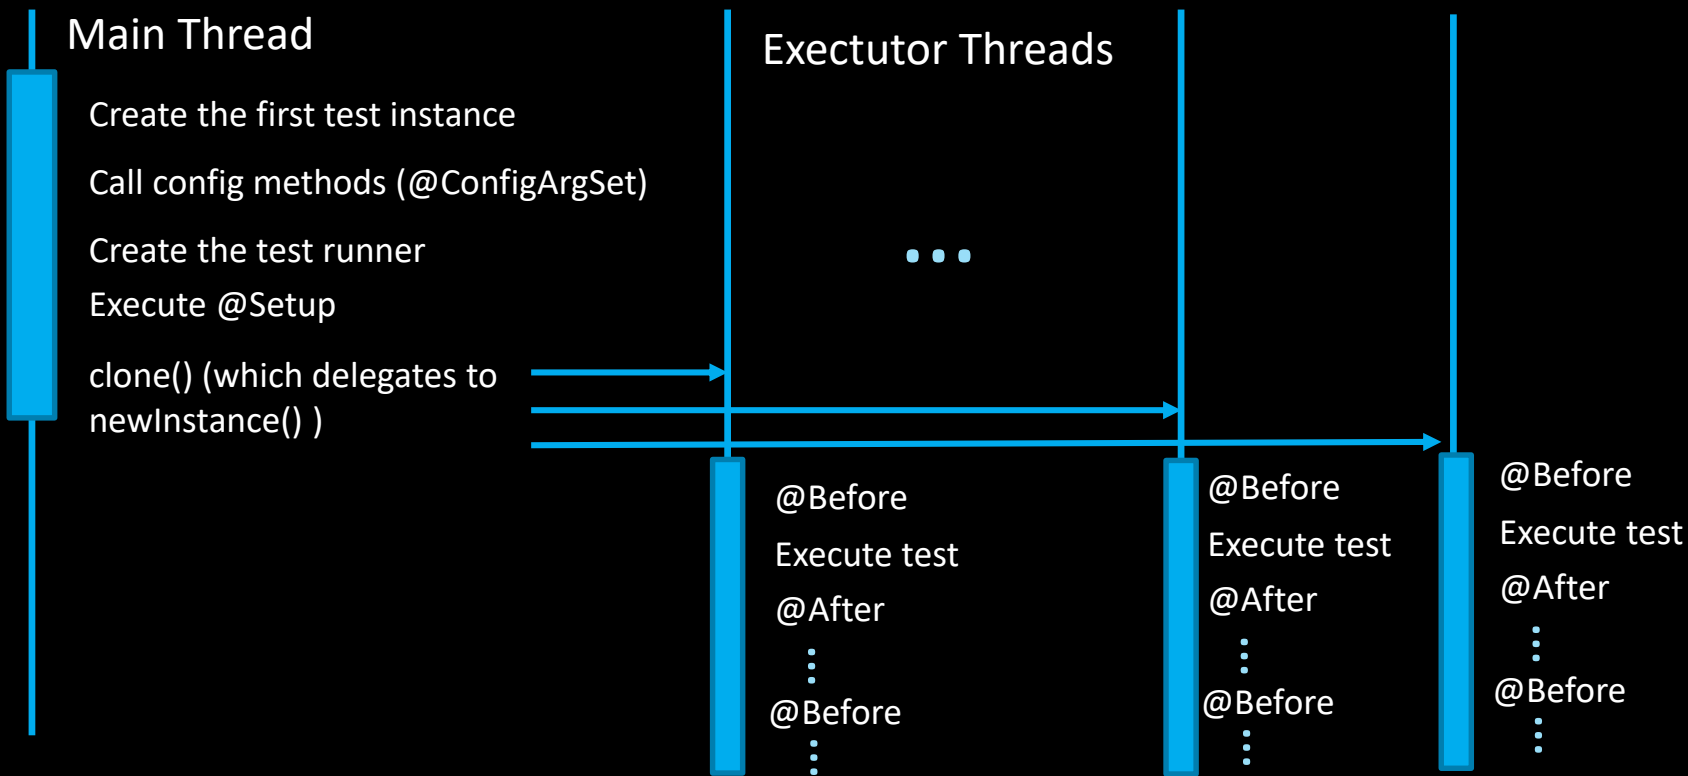 Main Thread
Exectutor Threads
Create the first test instance
Call config methods (@ConfigArgSet)
Create the test runner
Execute @Setup
clone() (which delegates to
newInstance() )
...
@Before
Execute test
@After
@Before
@Before
Execute test
@After
@Before
@Before
Execute test
@After
@Before